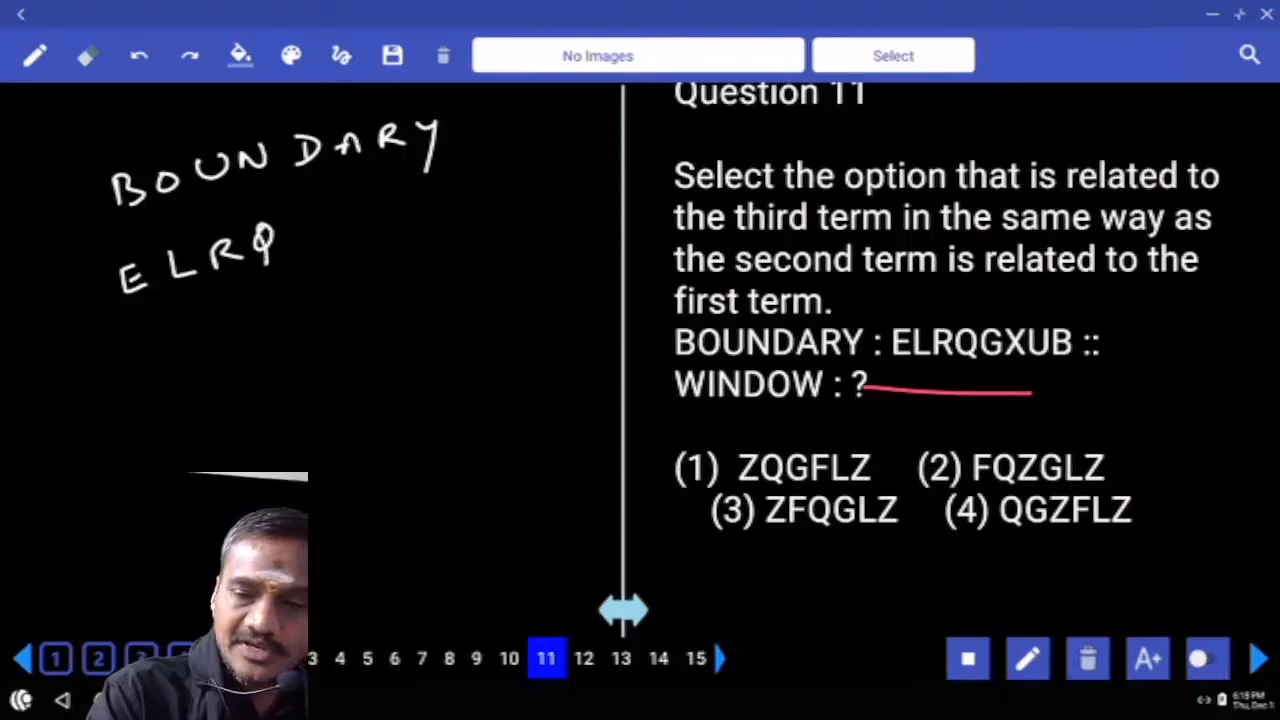 No Images
Select
BOUNDARY
ELRQ
Question 11
Select the option that is related to
the third term in the same way as
the second term is related to the
first term.
BOUNDARY : ELRQGXUB ::
WINDOW : ?
(1) ZQGFLZ (2) FQZGLZ
(3) ZFQGLZ (4) QGZFLZ
1 2 3 4 5 6 7 8 9 10 11 12 13 14 15
A+
6:18 PM